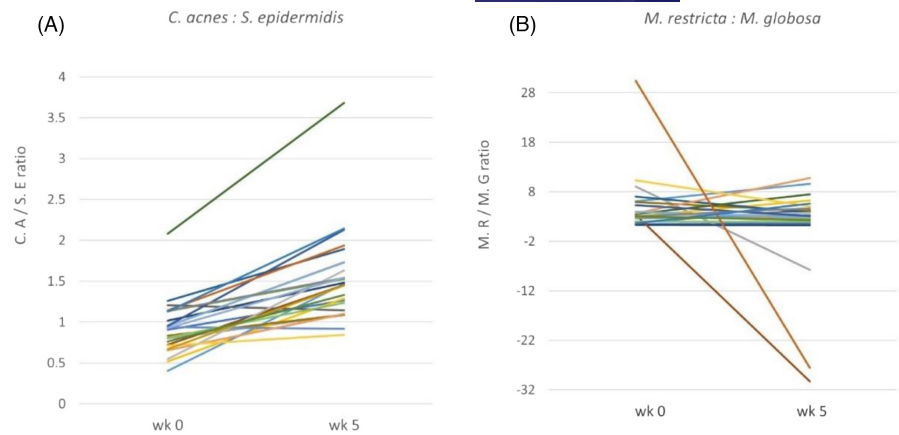 (A)
C. acnes : S. epidermidis
C. A / S. E ratio
4
3.5
3
2.5
2
1.5
1
0.5
0
wk 0
wk 5
(B)
M. restricta : M. globosa
M. R / M. G ratio
28
18
8
-2
-12
-22
-32
wk 0
wk 5